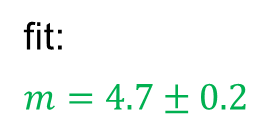 fit:
m = 4.7 ± 0.2